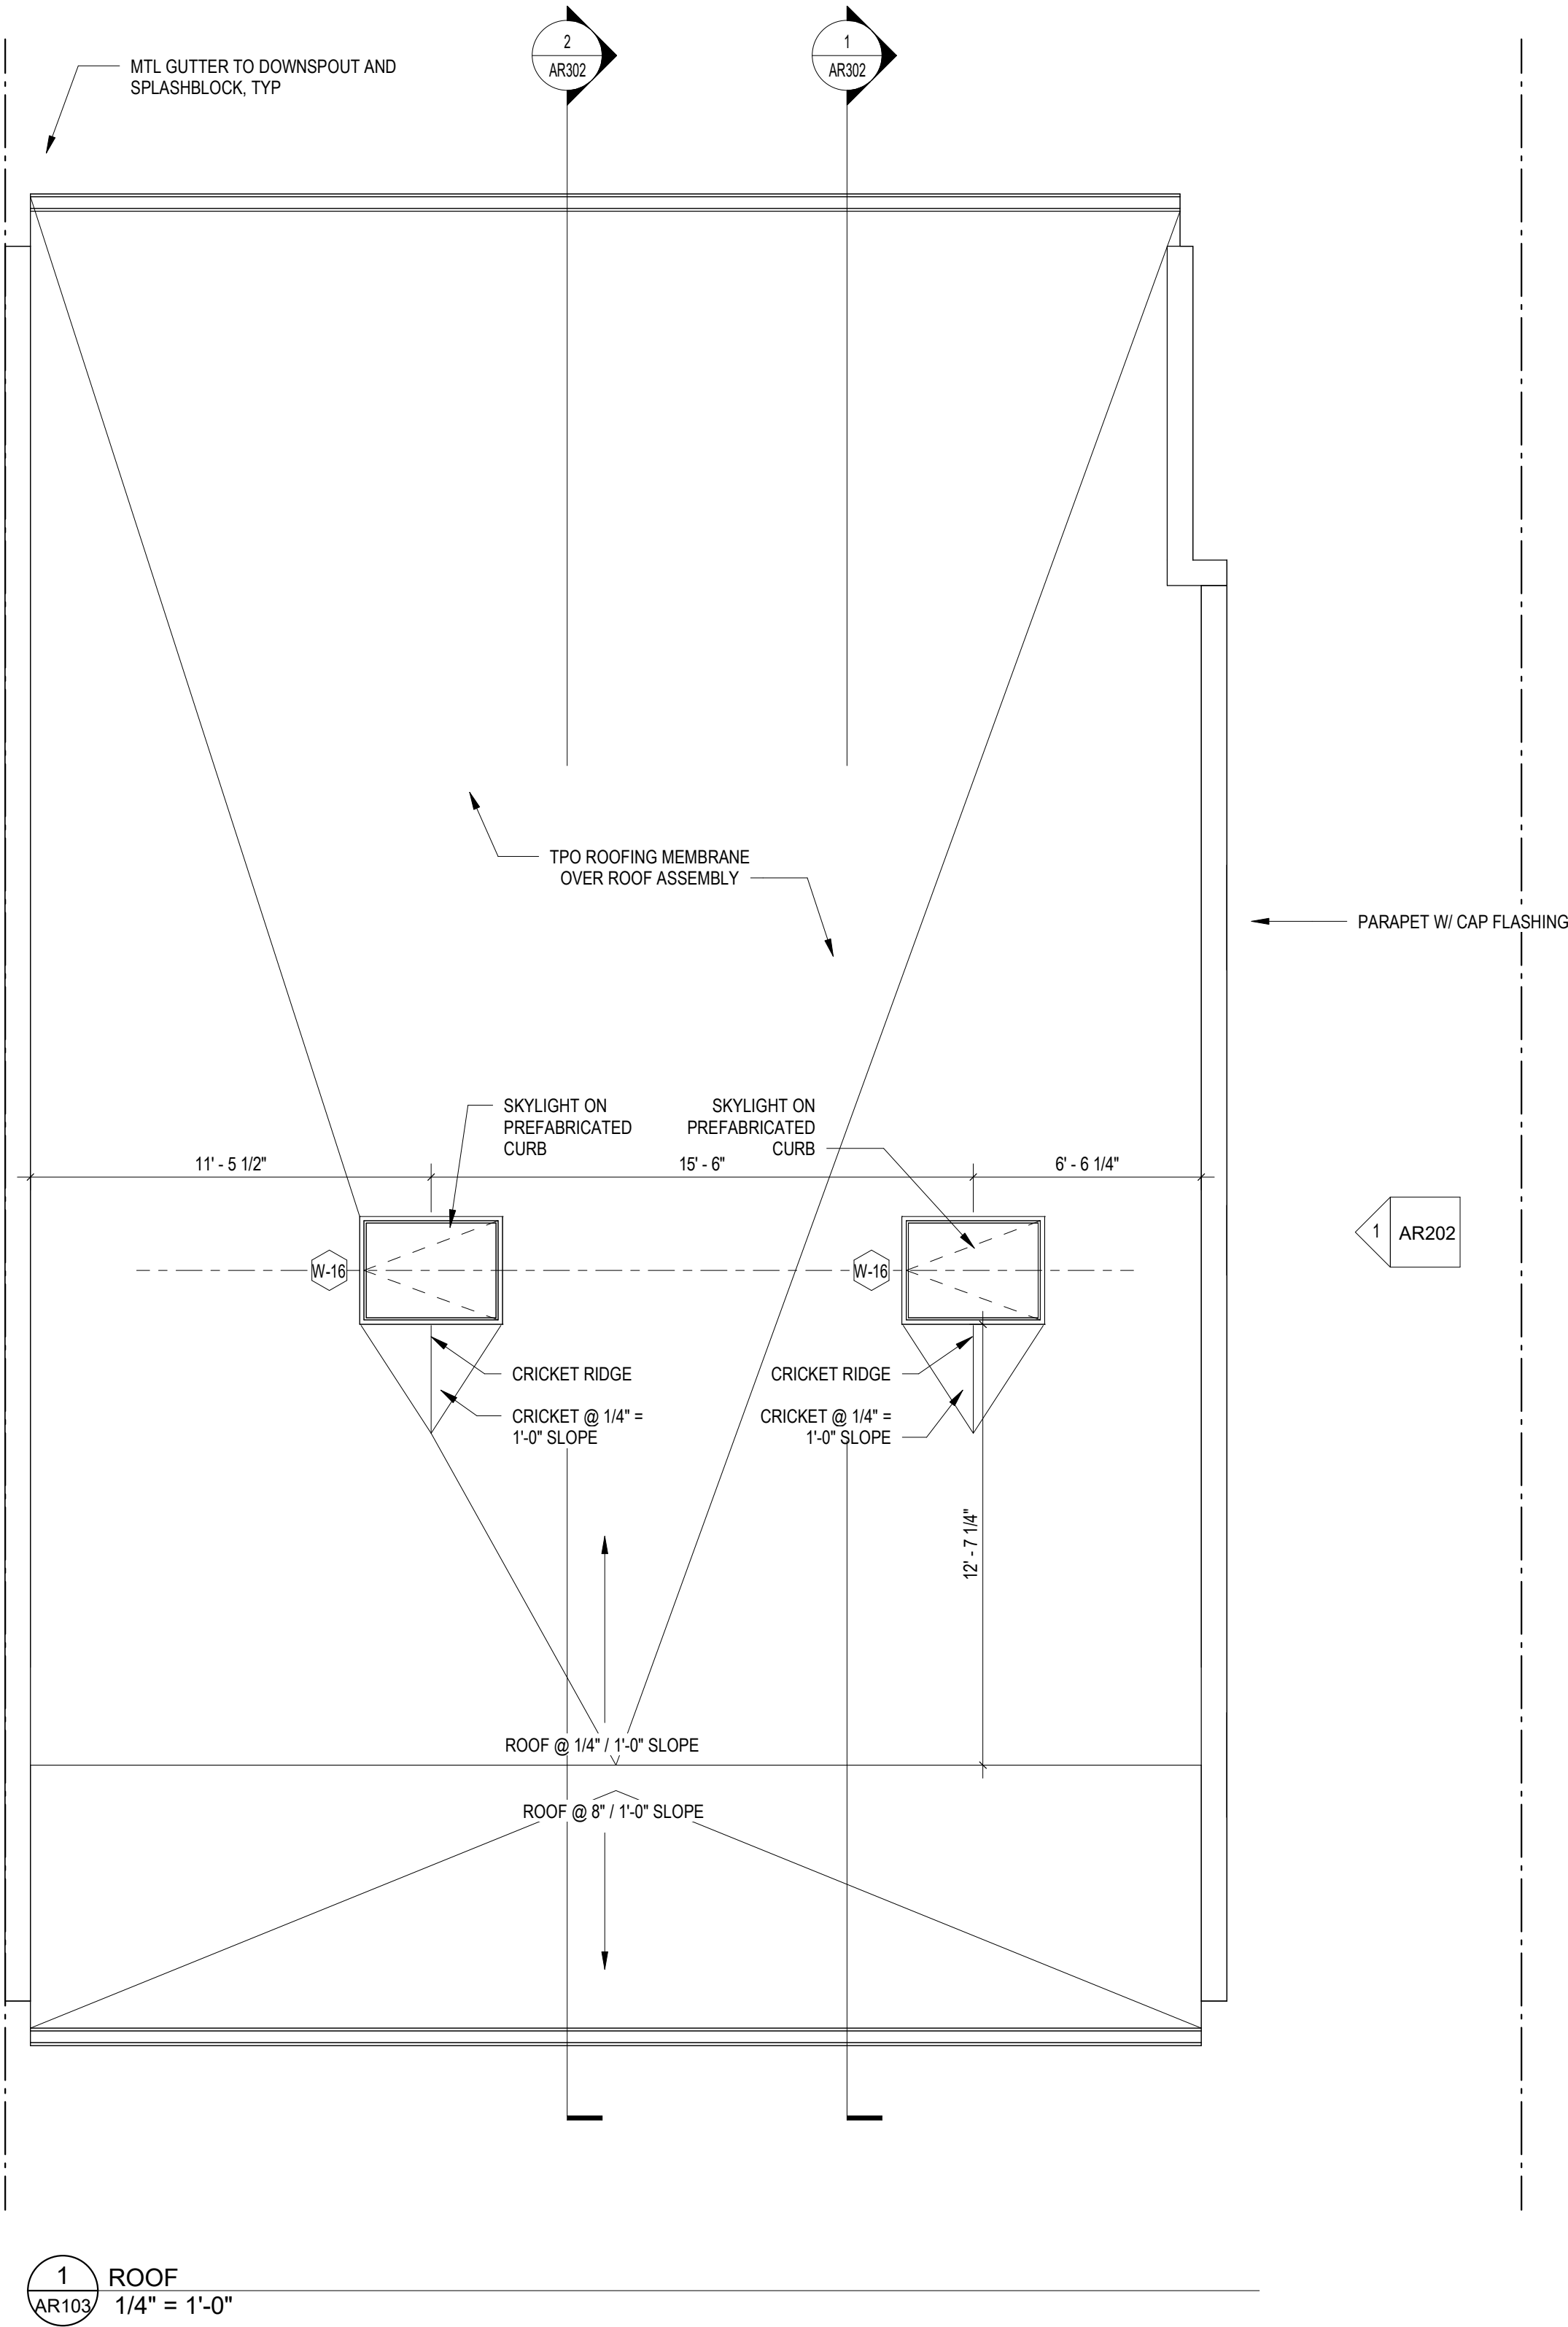 2
AR302
1
AR302
MTL GUTTER TO DOWNSPOUT AND
SPLASHBLOCK, TYP
TPO ROOFING MEMBRANE
OVER ROOF ASSEMBLY
PARAPET W/ CAP FLASHING
SKYLIGHT ON
PREFABRICATED
CURB
SKYLIGHT ON
PREFABRICATED
CURB
11' - 5 1/2"
15' - 6"
6' - 6 1/4"
1
AR202
W-16
W-16
CRICKET RIDGE
CRICKET RIDGE
CRICKET @ 1/4" =
1'-0" SLOPE
CRICKET @ 1/4" =
1'-0" SLOPE
12' - 7 1/4"
ROOF @ 1/4" / 1'-0" SLOPE
ROOF @ 8" / 1'-0" SLOPE
1
AR103
ROOF
1/4" = 1'-0"